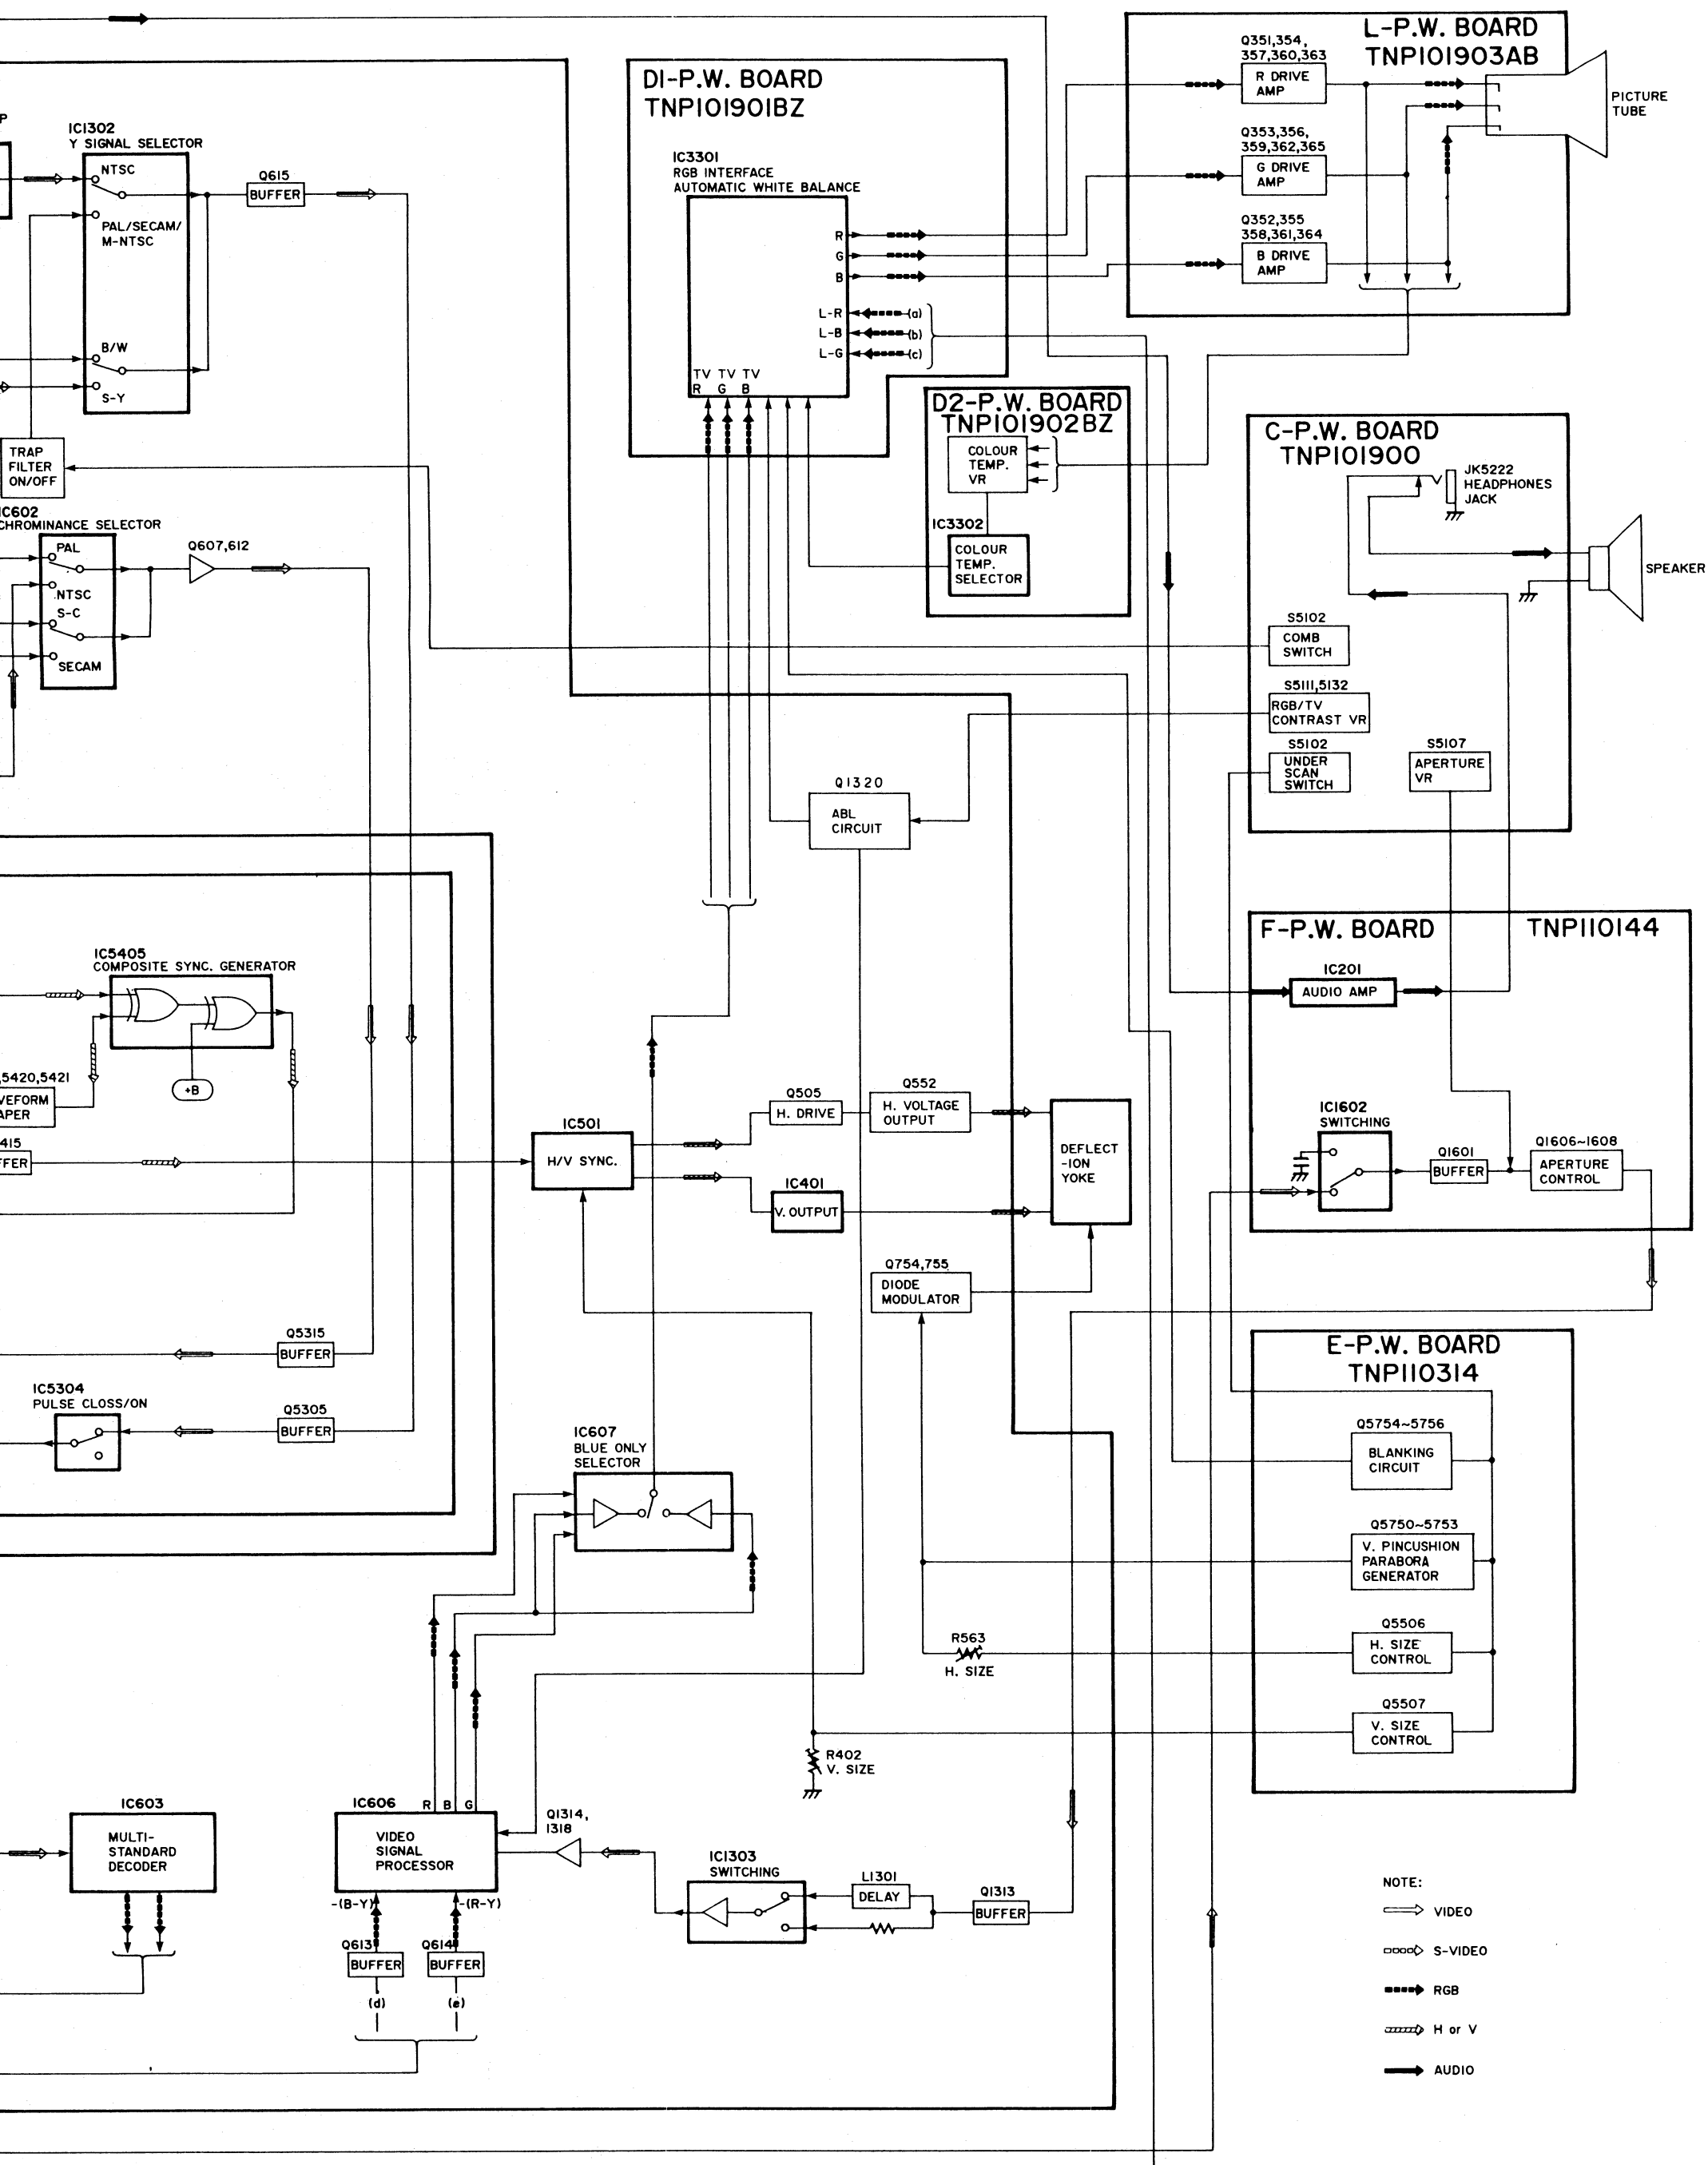 L-P.W. BOARD
TNP101903AB
Q351,354,
357,360,363
R DRIVE
AMP
PICTURE
TUBE
Q353,356,
359,362,365
G DRIVE
AMP
Q352,355
358,361,364
B DRIVE
AMP
D1-P.W. BOARD
TNP101901BZ
IC3301
RGB INTERFACE
AUTOMATIC WHITE BALANCE
R
G
B
L-R (a)
L-B (b)
L-G (c)
TV TV TV
R G B
P
IC1302
Y SIGNAL SELECTOR
NTSC
PAL/SECAM/
M-NTSC
B/W
S-Y
Q615
BUFFER
TRAP
FILTER
ON/OFF
IC602
CHROMINANCE SELECTOR
PAL
NTSC
S-C
SECAM
Q607,612
D2-P.W. BOARD
TNP101902BZ
COLOUR
TEMP.
VR
IC3302
COLOUR
TEMP.
SELECTOR
C-P.W. BOARD
TNP101900
JK5222
HEADPHONES
JACK
SPEAKER
S5102
COMB
SWITCH
S5111,5132
RGB/TV
CONTRAST VR
S5102
UNDER
SCAN
SWITCH
S5107
APERTURE
VR
Q1320
ABL
CIRCUIT
F-P.W. BOARD TNP110144
IC201
AUDIO AMP
IC1602
SWITCHING
Q1601
BUFFER
Q1606~1608
APERTURE
CONTROL
IC5405
COMPOSITE SYNC. GENERATOR
+B
,5420,5421
VEFORM
APER
415
FER
IC501
H/V SYNC.
Q505
H. DRIVE
Q552
H. VOLTAGE
OUTPUT
IC401
V. OUTPUT
DEFLECT
-ION
YOKE
Q754,755
DIODE
MODULATOR
Q5315
BUFFER
IC5304
PULSE CLOSS/ON
Q5305
BUFFER
IC607
BLUE ONLY
SELECTOR
E-P.W. BOARD
TNP110314
Q5754~5756
BLANKING
CIRCUIT
Q5750~5753
V. PINCUSHION
PARABORA
GENERATOR
Q5506
H. SIZE
CONTROL
R563
H. SIZE
Q5507
V. SIZE
CONTROL
R402
V. SIZE
IC603
MULTI-
STANDARD
DECODER
IC606
R B G
VIDEO
SIGNAL
PROCESSOR
-(B-Y)
-(R-Y)
Q613
BUFFER
(d)
Q614
BUFFER
(e)
Q1314,
1318
IC1303
SWITCHING
L1301
DELAY
Q1313
BUFFER
NOTE:
VIDEO
S-VIDEO
RGB
H or V
AUDIO